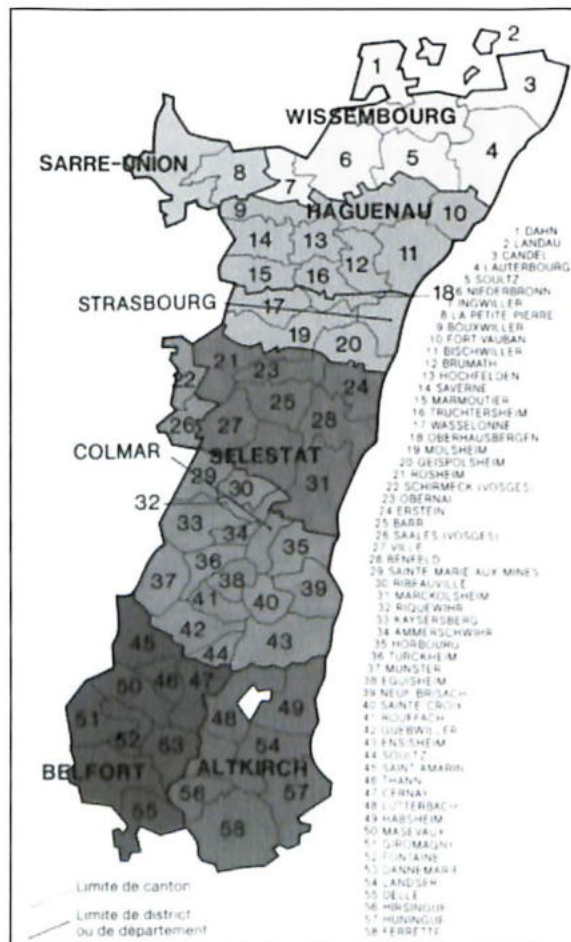 1
2
3
WISSEMBOURG
4
5
6
7
SARRE-UNION
8
9
HAGUENAU
10
11
12
13
14
15
16
18
STRASBOURG
17
19
20
21
22
23
24
25
26
27
28
COLMAR
SELESTAT
29
30
31
32
33
34
35
36
37
38
39
40
41
42
43
44
45
46
47
48
49
50
51
52
53
54
BELFORT
ALTKIRCH
55
56
57
58
1 DAHN
2 LANDAU
3 CANDEL
4 LAUTERBOURG
5 SOULTZ
6 NIEDERBRONN
7 INGWILLER
8 LA PETITE PIERRE
9 BOUXWILLER
10 FORT VAUBAN
11 BISCHWILLER
12 BRUMATH
13 HOCHFELDEN
14 SAVERNE
15 MARMOUTIER
16 TRUCHTERSHEIM
17 WASSELONNE
18 OBERHAUSBERGEN
19 MOLSHEIM
20 GEISPOLSHEIM
21 ROSHEIM
22 SCHIRMECK (VOSGES)
23 OBERNAI
24 ERSTEIN
25 BARR
26 SAALES (VOSGES)
27 VILLE
28 BENFELD
29 SAINTE MARIE AUX MINES
30 RIBEAUVILLE
31 MARCKOLSHEIM
32 RIQUEWIHR
33 KAYSERSBERG
34 AMMERSCHWIHR
35 HORBOURG
36 TURCKHEIM
37 MUNSTER
38 EGUISHEIM
39 NEUF BRISACH
40 SAINTE CROIX
41 ROUFFACH
42 GUEBWILLER
43 ENSISHEIM
44 SOULTZ
45 SAINT AMARIN
46 THANN
47 CERNAY
48 LUTTERBACH
49 HABSHEIM
50 MASEVAUX
51 GIROMAGNY
52 FONTAINE
53 DANNEMARIE
54 LANDSER
55 DELLE
56 HIRSINGUE
57 HUNINGUE
58 FERRETTE
Limite de canton
Limite de district
ou de département